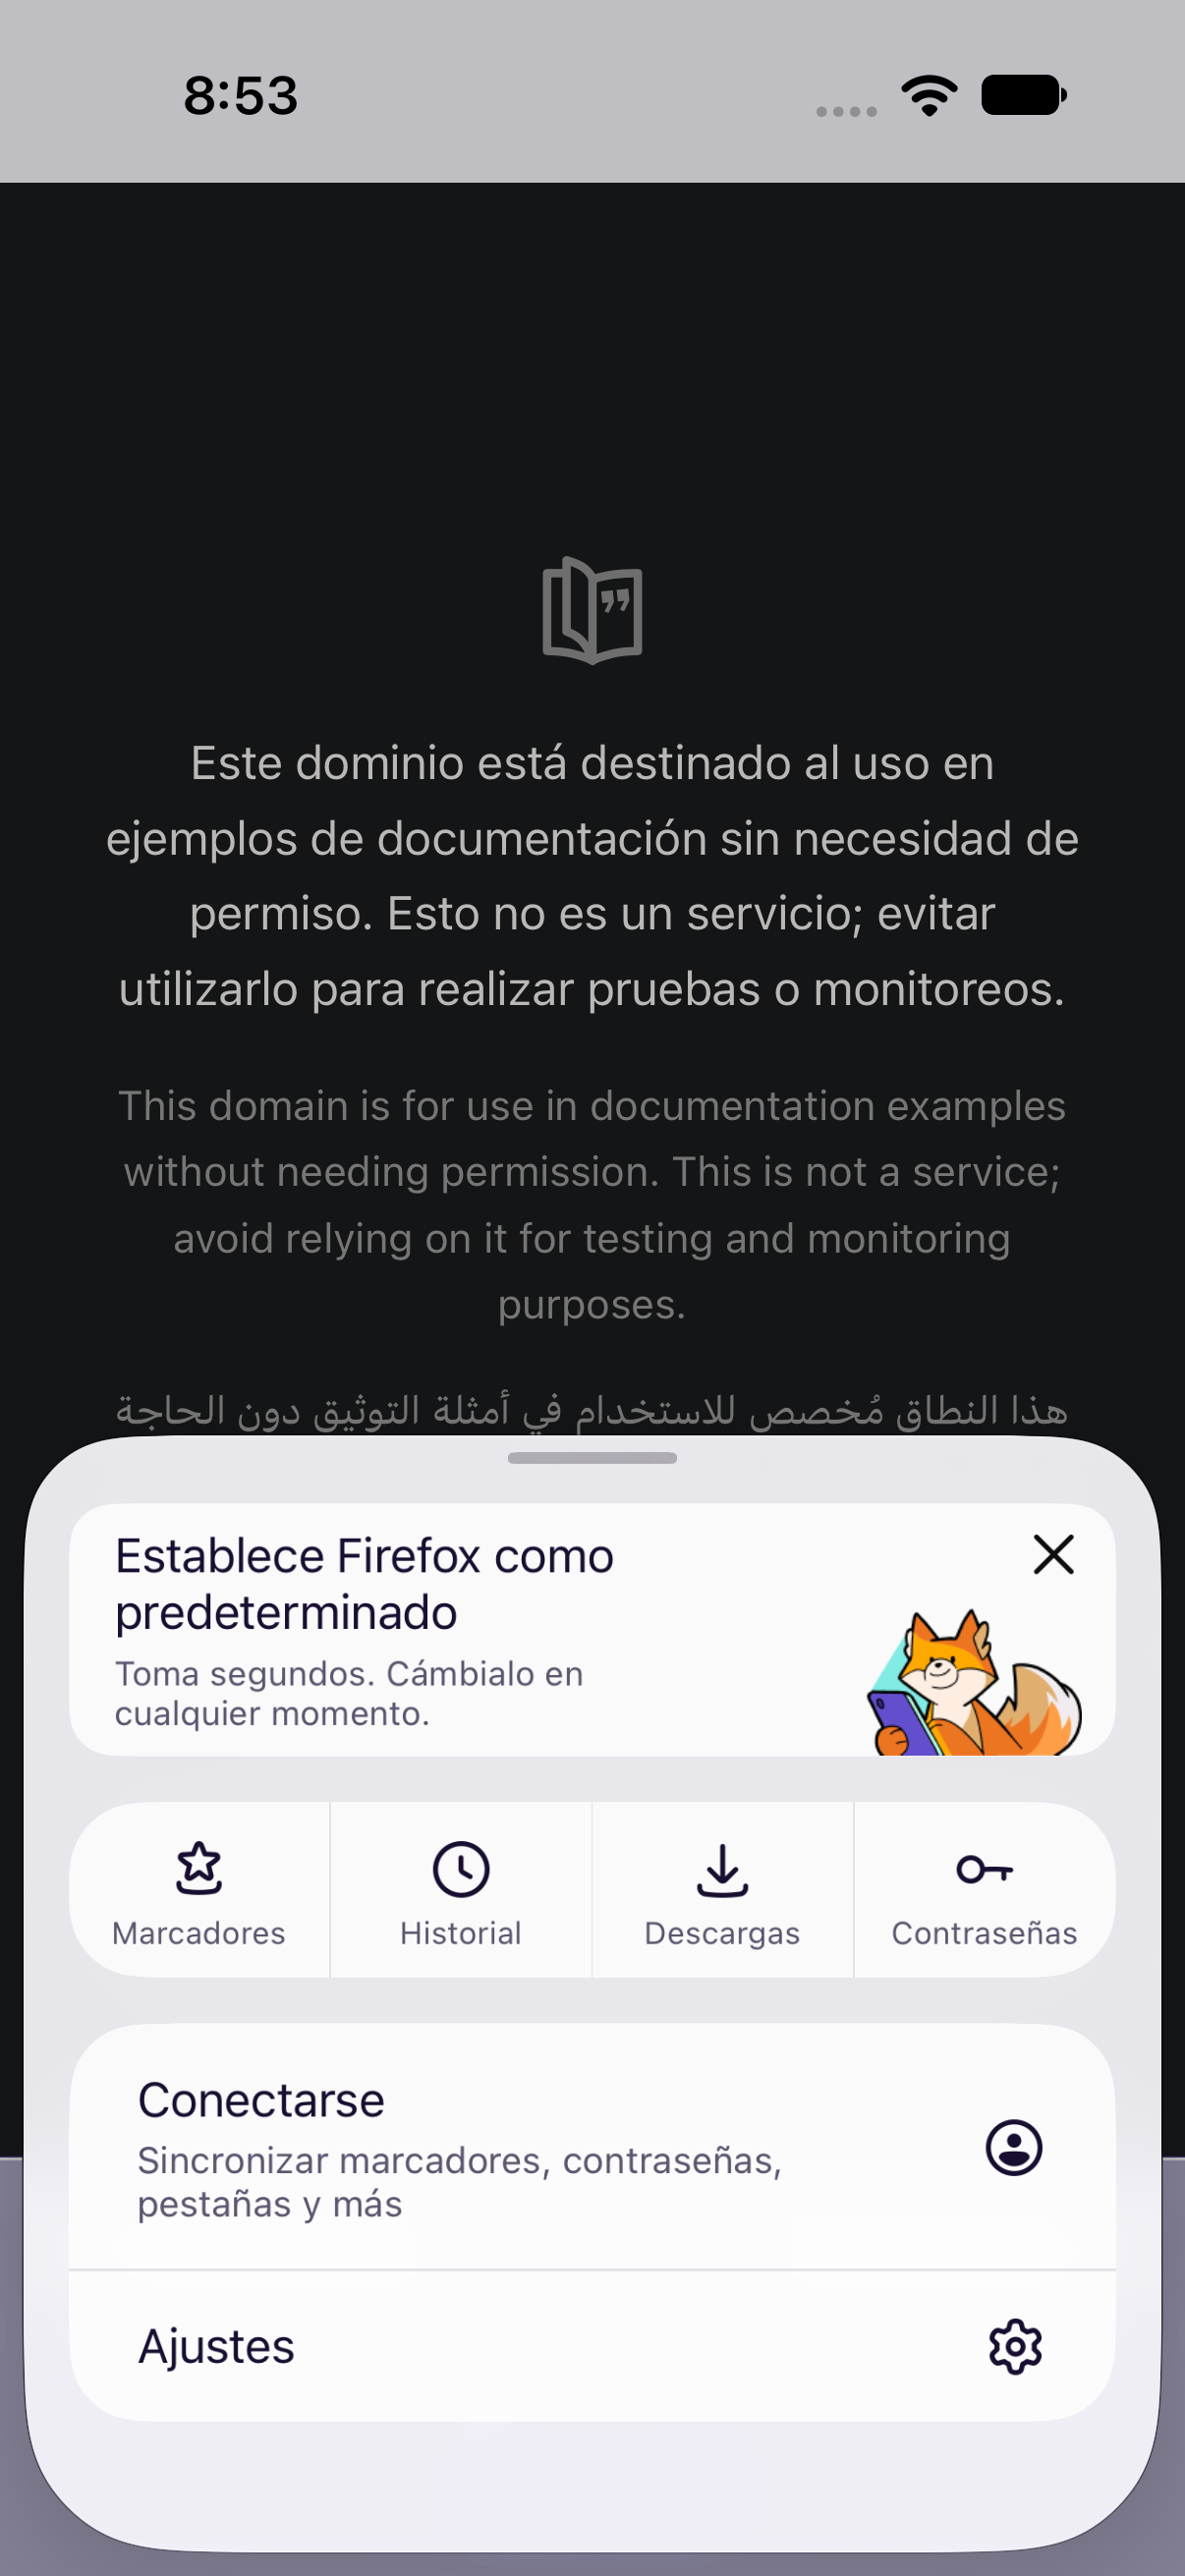 8:53
Este dominio está destinado al uso en
ejemplos de documentación sin necesidad de
permiso. Esto no es un servicio; evitar
utilizarlo para realizar pruebas o monitoreos.
This domain is for use in documentation examples
without needing permission. This is not a service;
avoid relying on it for testing and monitoring
purposes.
هذا النطاق مُخصص للاستخدام في أمثلة التوثيق دون الحاجة
Establece Firefox como
predeterminado
Toma segundos. Cámbialo en
cualquier momento.
Marcadores
Historial
Descargas
Contraseñas
Conectarse
Sincronizar marcadores, contraseñas,
pestañas y más
Ajustes